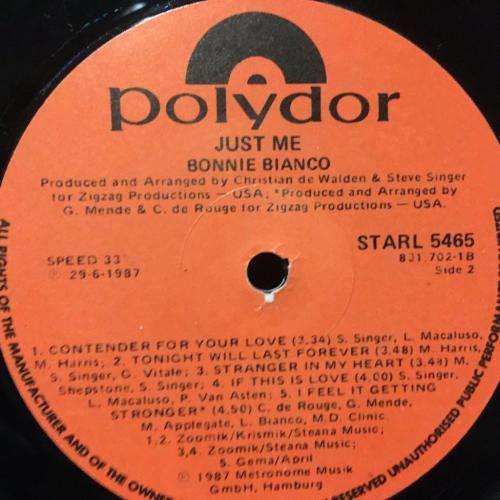 polydor
JUST ME
BONNIE BIANCO
Produced and Arranged by Christian de Walden & Steve Singer
for Zigzag Productions — USA; *Produced and Arranged by
G. Mende & C. de Rouge for Zigzag Productions — USA.
STARL 5465
SPEED 33
831.702-1B
℗ 29-6-1987
Side 2
1. CONTENDER FOR YOUR LOVE (3.34) S. Singer, L. Macaluso,
M. Harris; 2. TONIGHT WILL LAST FOREVER (3.48) M. Harris,
S. Singer, G. Vitale; 3. STRANGER IN MY HEART (3.48) M.
Shepstone, S. Singer; 4. IF THIS IS LOVE (4.00) S. Singer,
L. Macaluso, P. Van Asten; 5. I FEEL IT GETTING
STRONGER* (4.50) C. de Rouge, G. Mende,
M. Applegate, L. Bianco, M.D. Clinic.
1.2. Zoomik/Krismik/Steana Music;
3,4. Zoomik/Steana Music;
5. Gema/April
℗ 1987 Metronome Musik
GmbH, Hamburg
ALL RIGHTS OF THE MANUFACTURER AND OF THE OWNER
RESERVED UNAUTHORISED PUBLIC PERFORMANCE